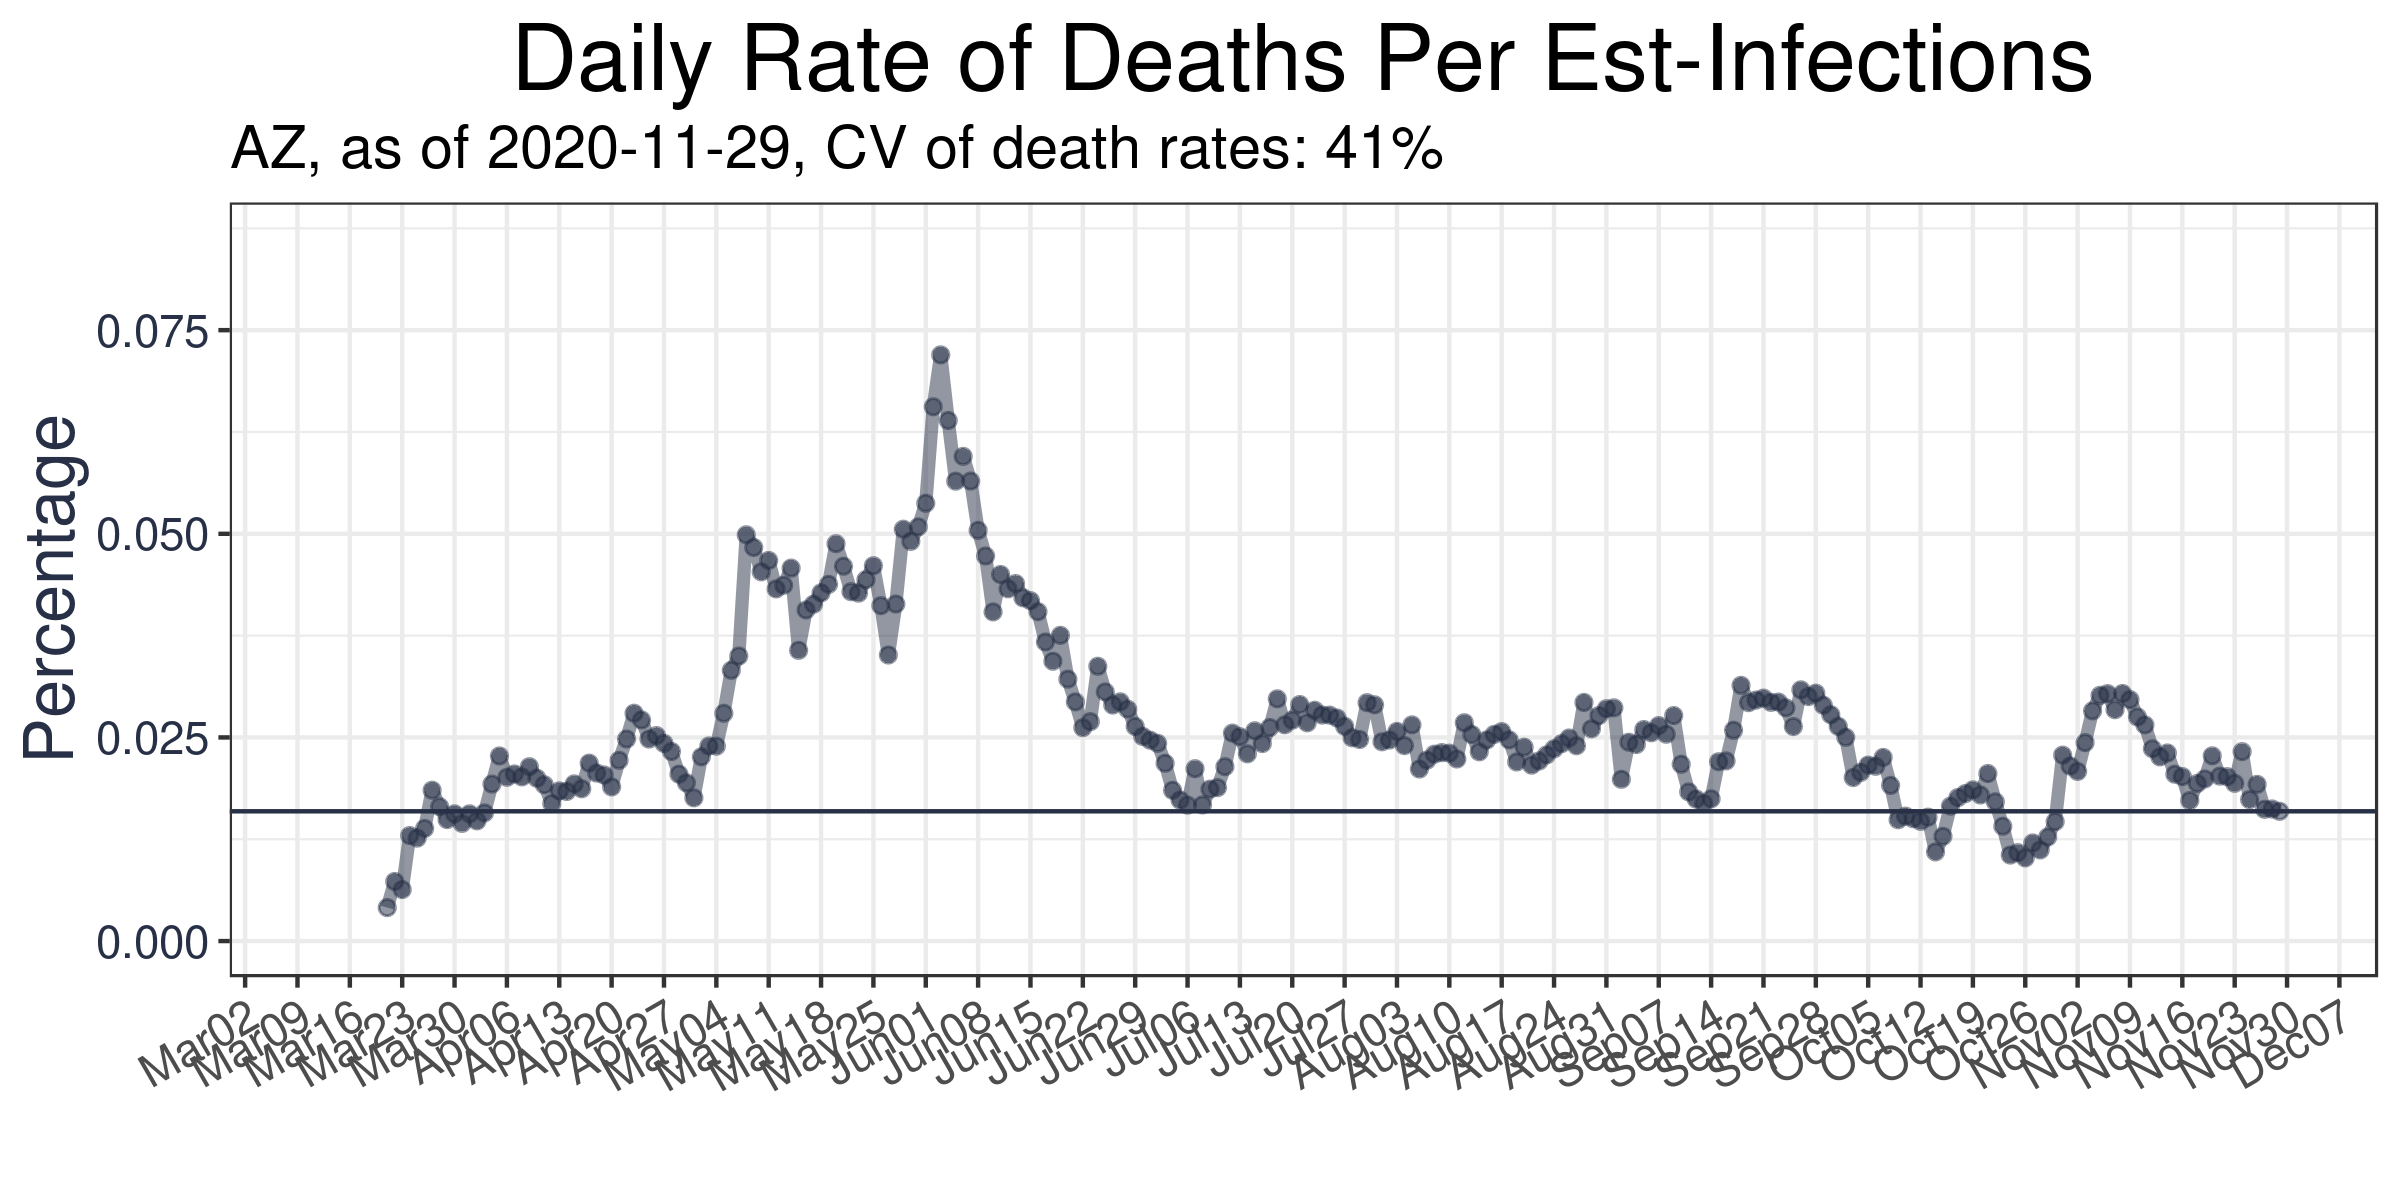 Daily Rate of Deaths Per Est-Infections
AZ, as of 2020-11-29, CV of death rates: 41%
Percentage
0.075
0.050
0.025
0.000
Mar02
Mar09
Mar16
Mar23
Mar30
Apr06
Apr13
Apr20
Apr27
May04
May11
May18
May25
Jun01
Jun08
Jun15
Jun22
Jun29
Jul06
Jul13
Jul20
Jul27
Aug03
Aug10
Aug17
Aug24
Aug31
Sep07
Sep14
Sep21
Sep28
Oct05
Oct12
Oct19
Oct26
Nov02
Nov09
Nov16
Nov23
Nov30
Dec07